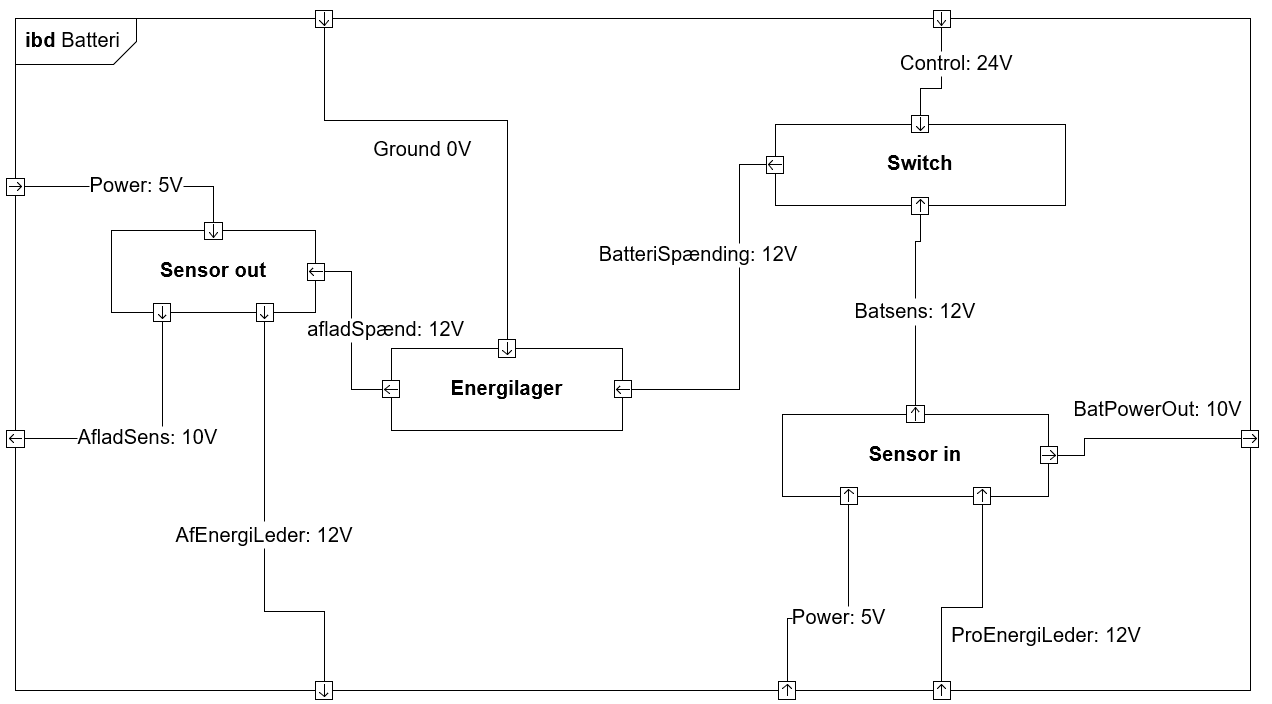 ibd Batteri
Control: 24V
Ground 0V
Switch
Power: 5V
BatteriSpænding: 12V
Sensor out
Batsens: 12V
afladSpænd: 12V
Energilager
BatPowerOut: 10V
AfladSens: 10V
Sensor in
AfEnergiLeder: 12V
Power: 5V
ProEnergiLeder: 12V